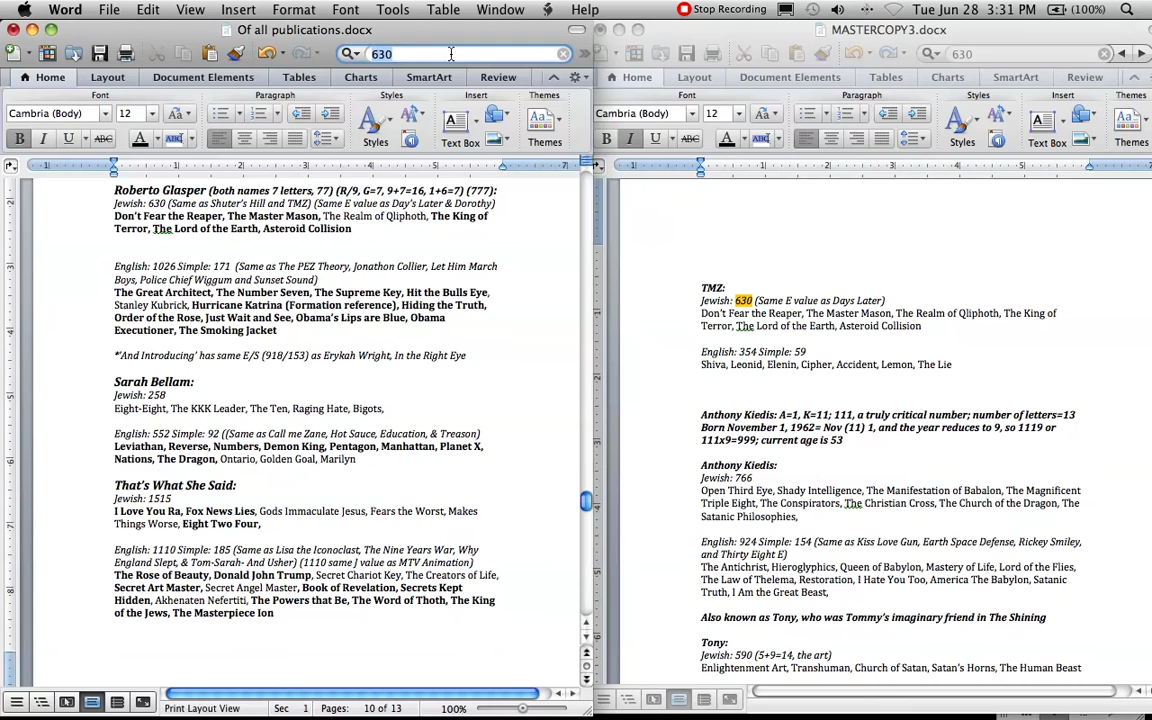 Word File Edit View Insert Format Font Tools Table Window Help Stop Recording Tue Jun 28 3:31 PM (100%)
Of all publications.docx
MASTERCOPY3.docx
630
630
Home Layout Document Elements Tables Charts SmartArt Review
Home Layout Document Elements Tables Charts SmartArt Review
Font Paragraph Styles Insert Themes
Font Paragraph Styles Insert Themes
Cambria (Body) 12 Aa
Cambria (Body) 12 Aa
B I U ABC A ABC Styles Text Box Themes
B I U ABC A ABC Styles Text Box Themes
Roberto Glasper (both names 7 letters, 77) (R/9, G=7, 9+7=16, 1+6=7) (777):
Jewish: 630 (Same as Shuter's Hill and TMZ) (Same E value as Day's Later & Dorothy)
Don't Fear the Reaper, The Master Mason, The Realm of Qliphoth, The King of
Terror, The Lord of the Earth, Asteroid Collision
English: 1026 Simple: 171 (Same as The PEZ Theory, Jonathon Collier, Let Him March
Boys, Police Chief Wiggum and Sunset Sound)
The Great Architect, The Number Seven, The Supreme Key, Hit the Bulls Eye,
Stanley Kubrick, Hurricane Katrina (Formation reference), Hiding the Truth,
Order of the Rose, Just Wait and See, Obama's Lips are Blue, Obama
Executioner, The Smoking Jacket
*'And Introducing' has same E/S (918/153) as Erykah Wright, In the Right Eye
Sarah Bellam:
Jewish: 258
Eight-Eight, The KKK Leader, The Ten, Raging Hate, Bigots,
English: 552 Simple: 92 ((Same as Call me Zane, Hot Sauce, Education, & Treason)
Leviathan, Reverse, Numbers, Demon King, Pentagon, Manhattan, Planet X,
Nations, The Dragon, Ontario, Golden Goal, Marilyn
That's What She Said:
Jewish: 1515
I Love You Ra, Fox News Lies, Gods Immaculate Jesus, Fears the Worst, Makes
Things Worse, Eight Two Four,
English: 1110 Simple: 185 (Same as Lisa the Iconoclast, The Nine Years War, Why
England Slept, & Tom-Sarah- And Usher) (1110 same J value as MTV Animation)
The Rose of Beauty, Donald John Trump, Secret Chariot Key, The Creators of Life,
Secret Art Master, Secret Angel Master, Book of Revelation, Secrets Kept
Hidden, Akhenaten Nefertiti, The Powers that Be, The Word of Thoth, The King
of the Jews, The Masterpiece Ion
TMZ:
Jewish: 630 (Same E value as Days Later)
Don't Fear the Reaper, The Master Mason, The Realm of Qliphoth, The King of
Terror, The Lord of the Earth, Asteroid Collision
English: 354 Simple: 59
Shiva, Leonid, Elenin, Cipher, Accident, Lemon, The Lie
Anthony Kiedis: A=1, K=11; 111, a truly critical number; number of letters=13
Born November 1, 1962= Nov (11) 1, and the year reduces to 9, so 1119 or
111x9=999; current age is 53
Anthony Kiedis:
Jewish: 766
Open Third Eye, Shady Intelligence, The Manifestation of Babalon, The Magnificent
Triple Eight, The Conspirators, The Christian Cross, The Church of the Dragon, The
Satanic Philosophies,
English: 924 Simple: 154 (Same as Kiss Love Gun, Earth Space Defense, Rickey Smiley,
and Thirty Eight E)
The Antichrist, Hieroglyphics, Queen of Babylon, Mastery of Life, Lord of the Flies,
The Law of Thelema, Restoration, I Hate You Too, America The Babylon, Satanic
Truth, I Am the Great Beast,
Also known as Tony, who was Tommy's imaginary friend in The Shining
Tony:
Jewish: 590 (5+9=14, the art)
Enlightenment Art, Transhuman, Church of Satan, Satan's Horns, The Human Beast
Print Layout View Sec 1 Pages: 10 of 13 100%